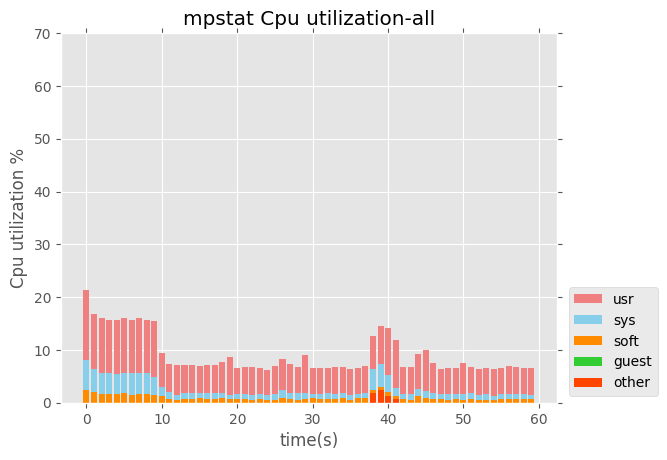 mpstat Cpu utilization-all
Cpu utilization %
70
60
50
40
30
20
10
0
0 10 20 30 40 50 60
time(s)
usr
sys
soft
guest
other